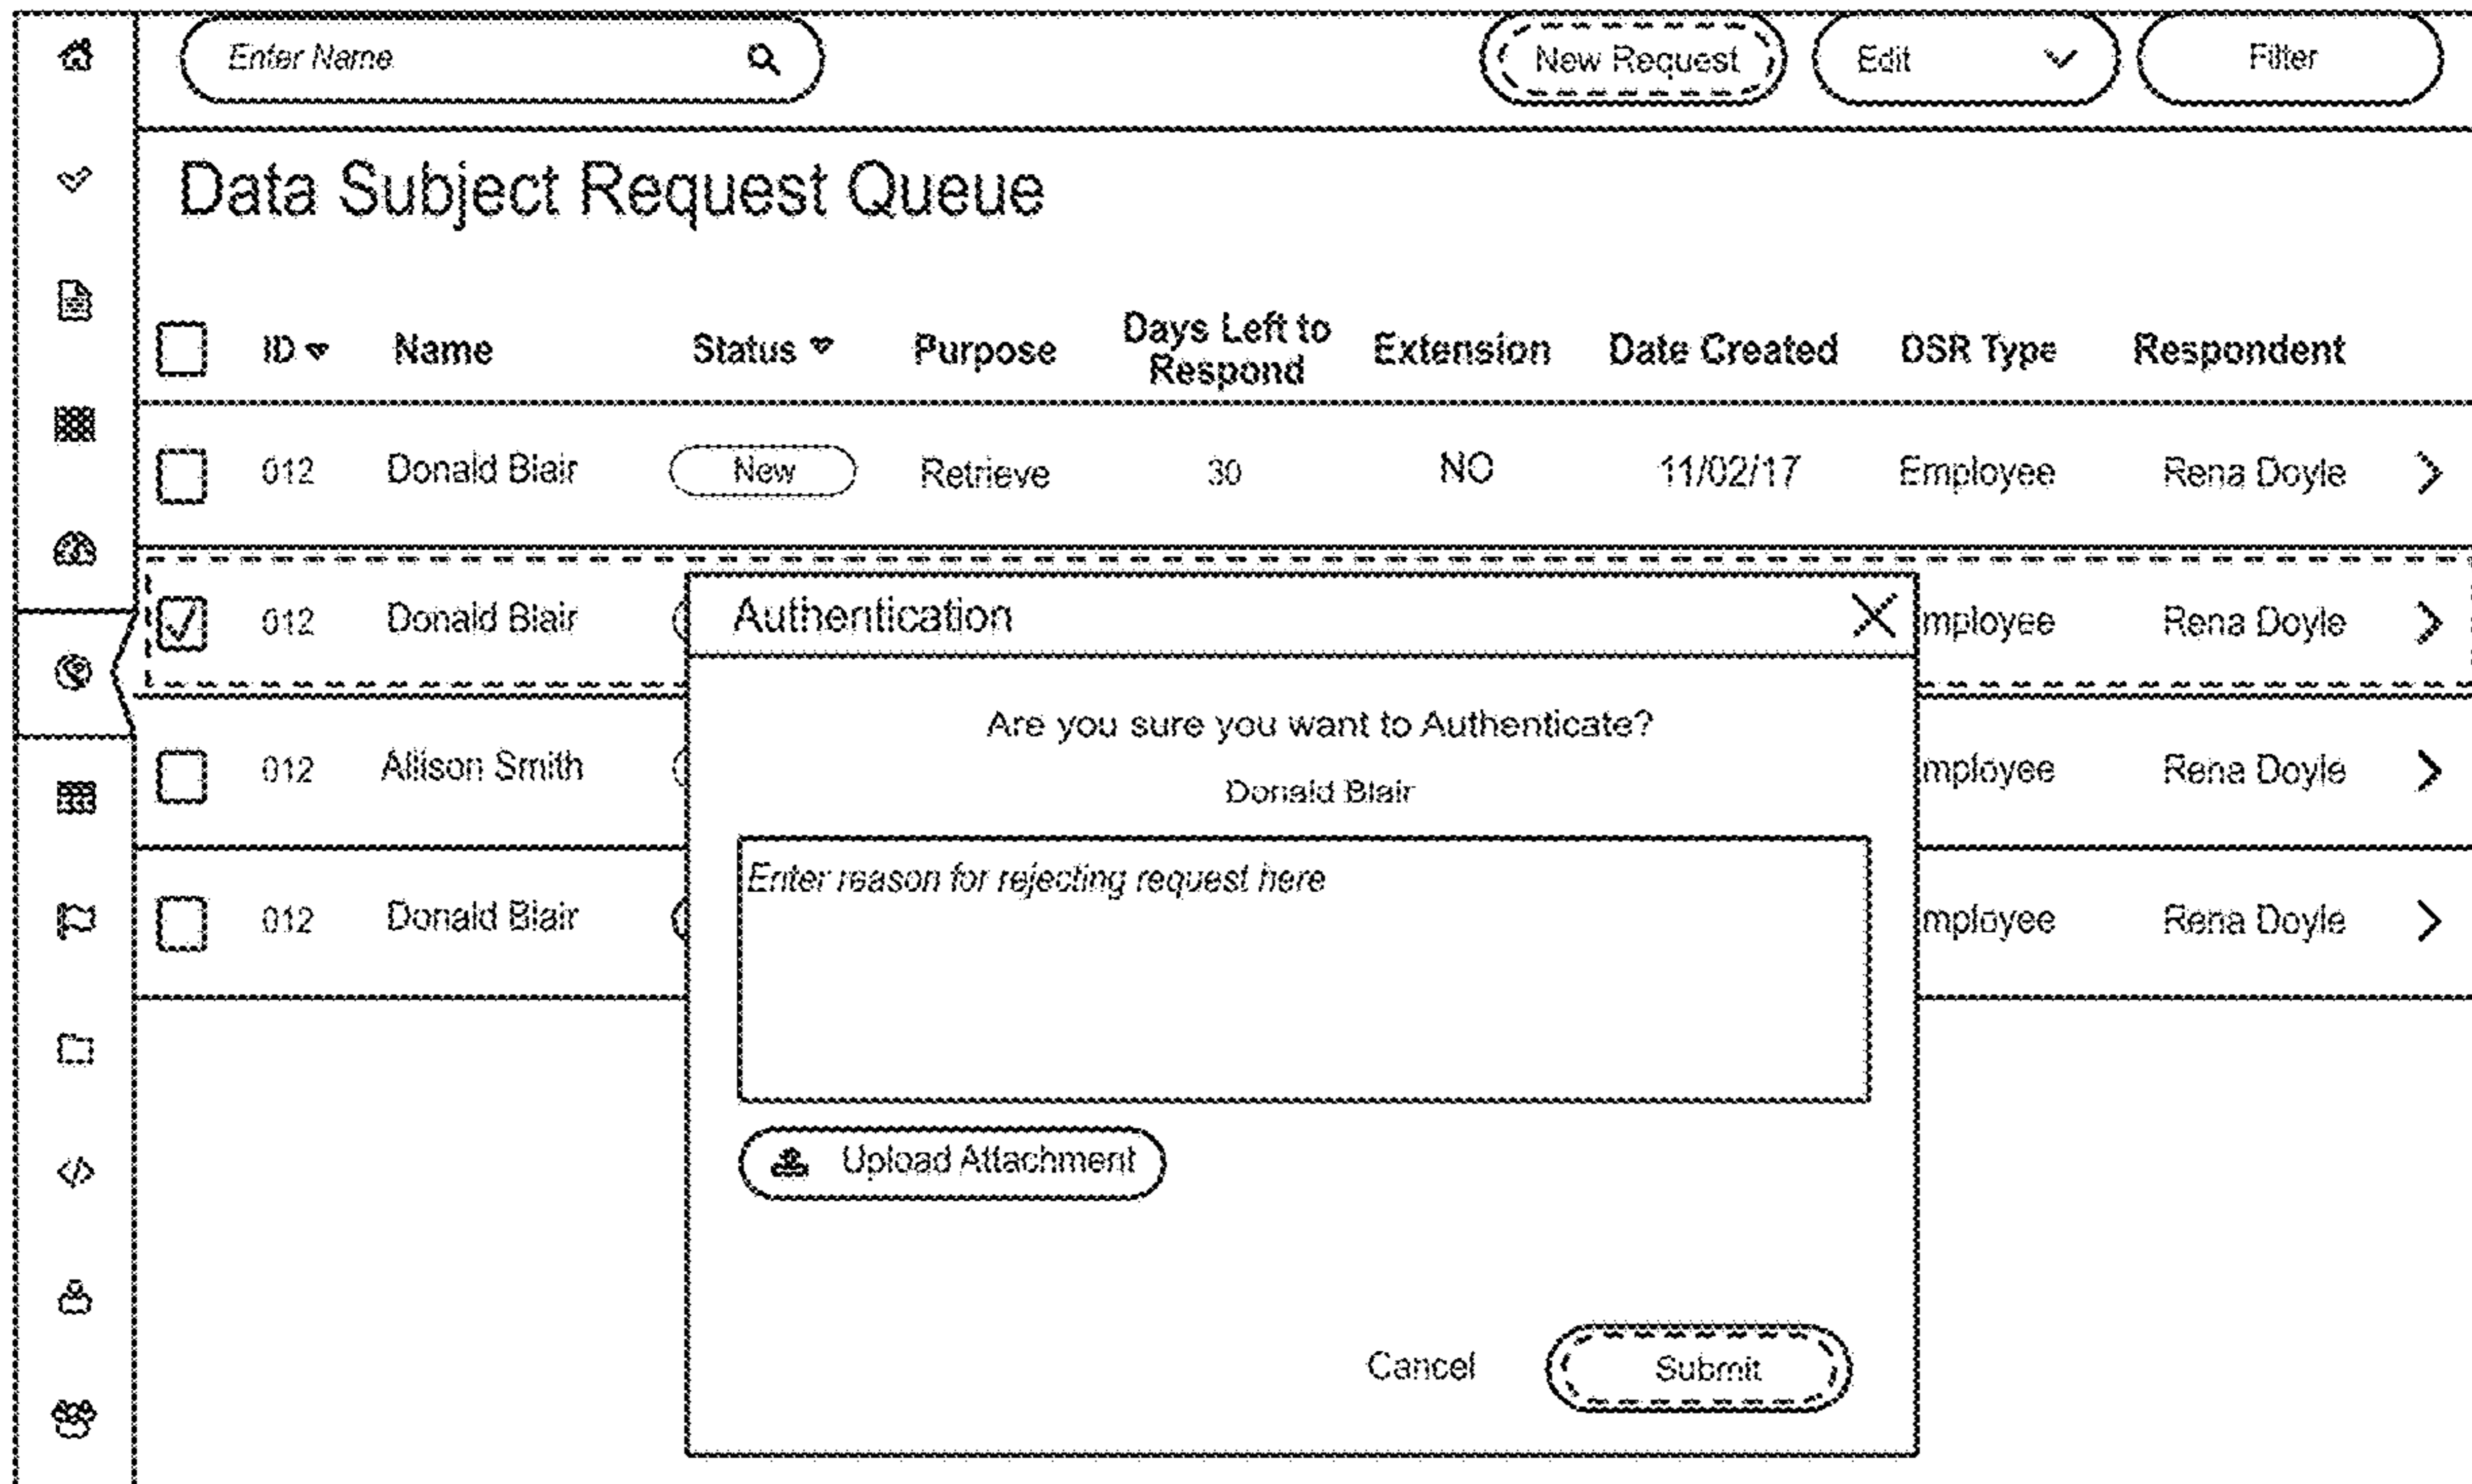 Enter Name New Request Edit Filter
Data Subject Request Queue
ID Name Status Purpose Days Left to Respond Extension Date Created DSR Type Respondent
012 Donald Blair New Retrieve 30 NO 11/02/17 Employee Rena Doyle
012 Donald Blair mployee Rena Doyle
012 Allison Smith mployee Rena Doyle
012 Donald Blair mployee Rena Doyle
Authentication
Are you sure you want to Authenticate?
Donald Blair
Enter reason for rejecting request here
Upload Attachment
Cancel Submit